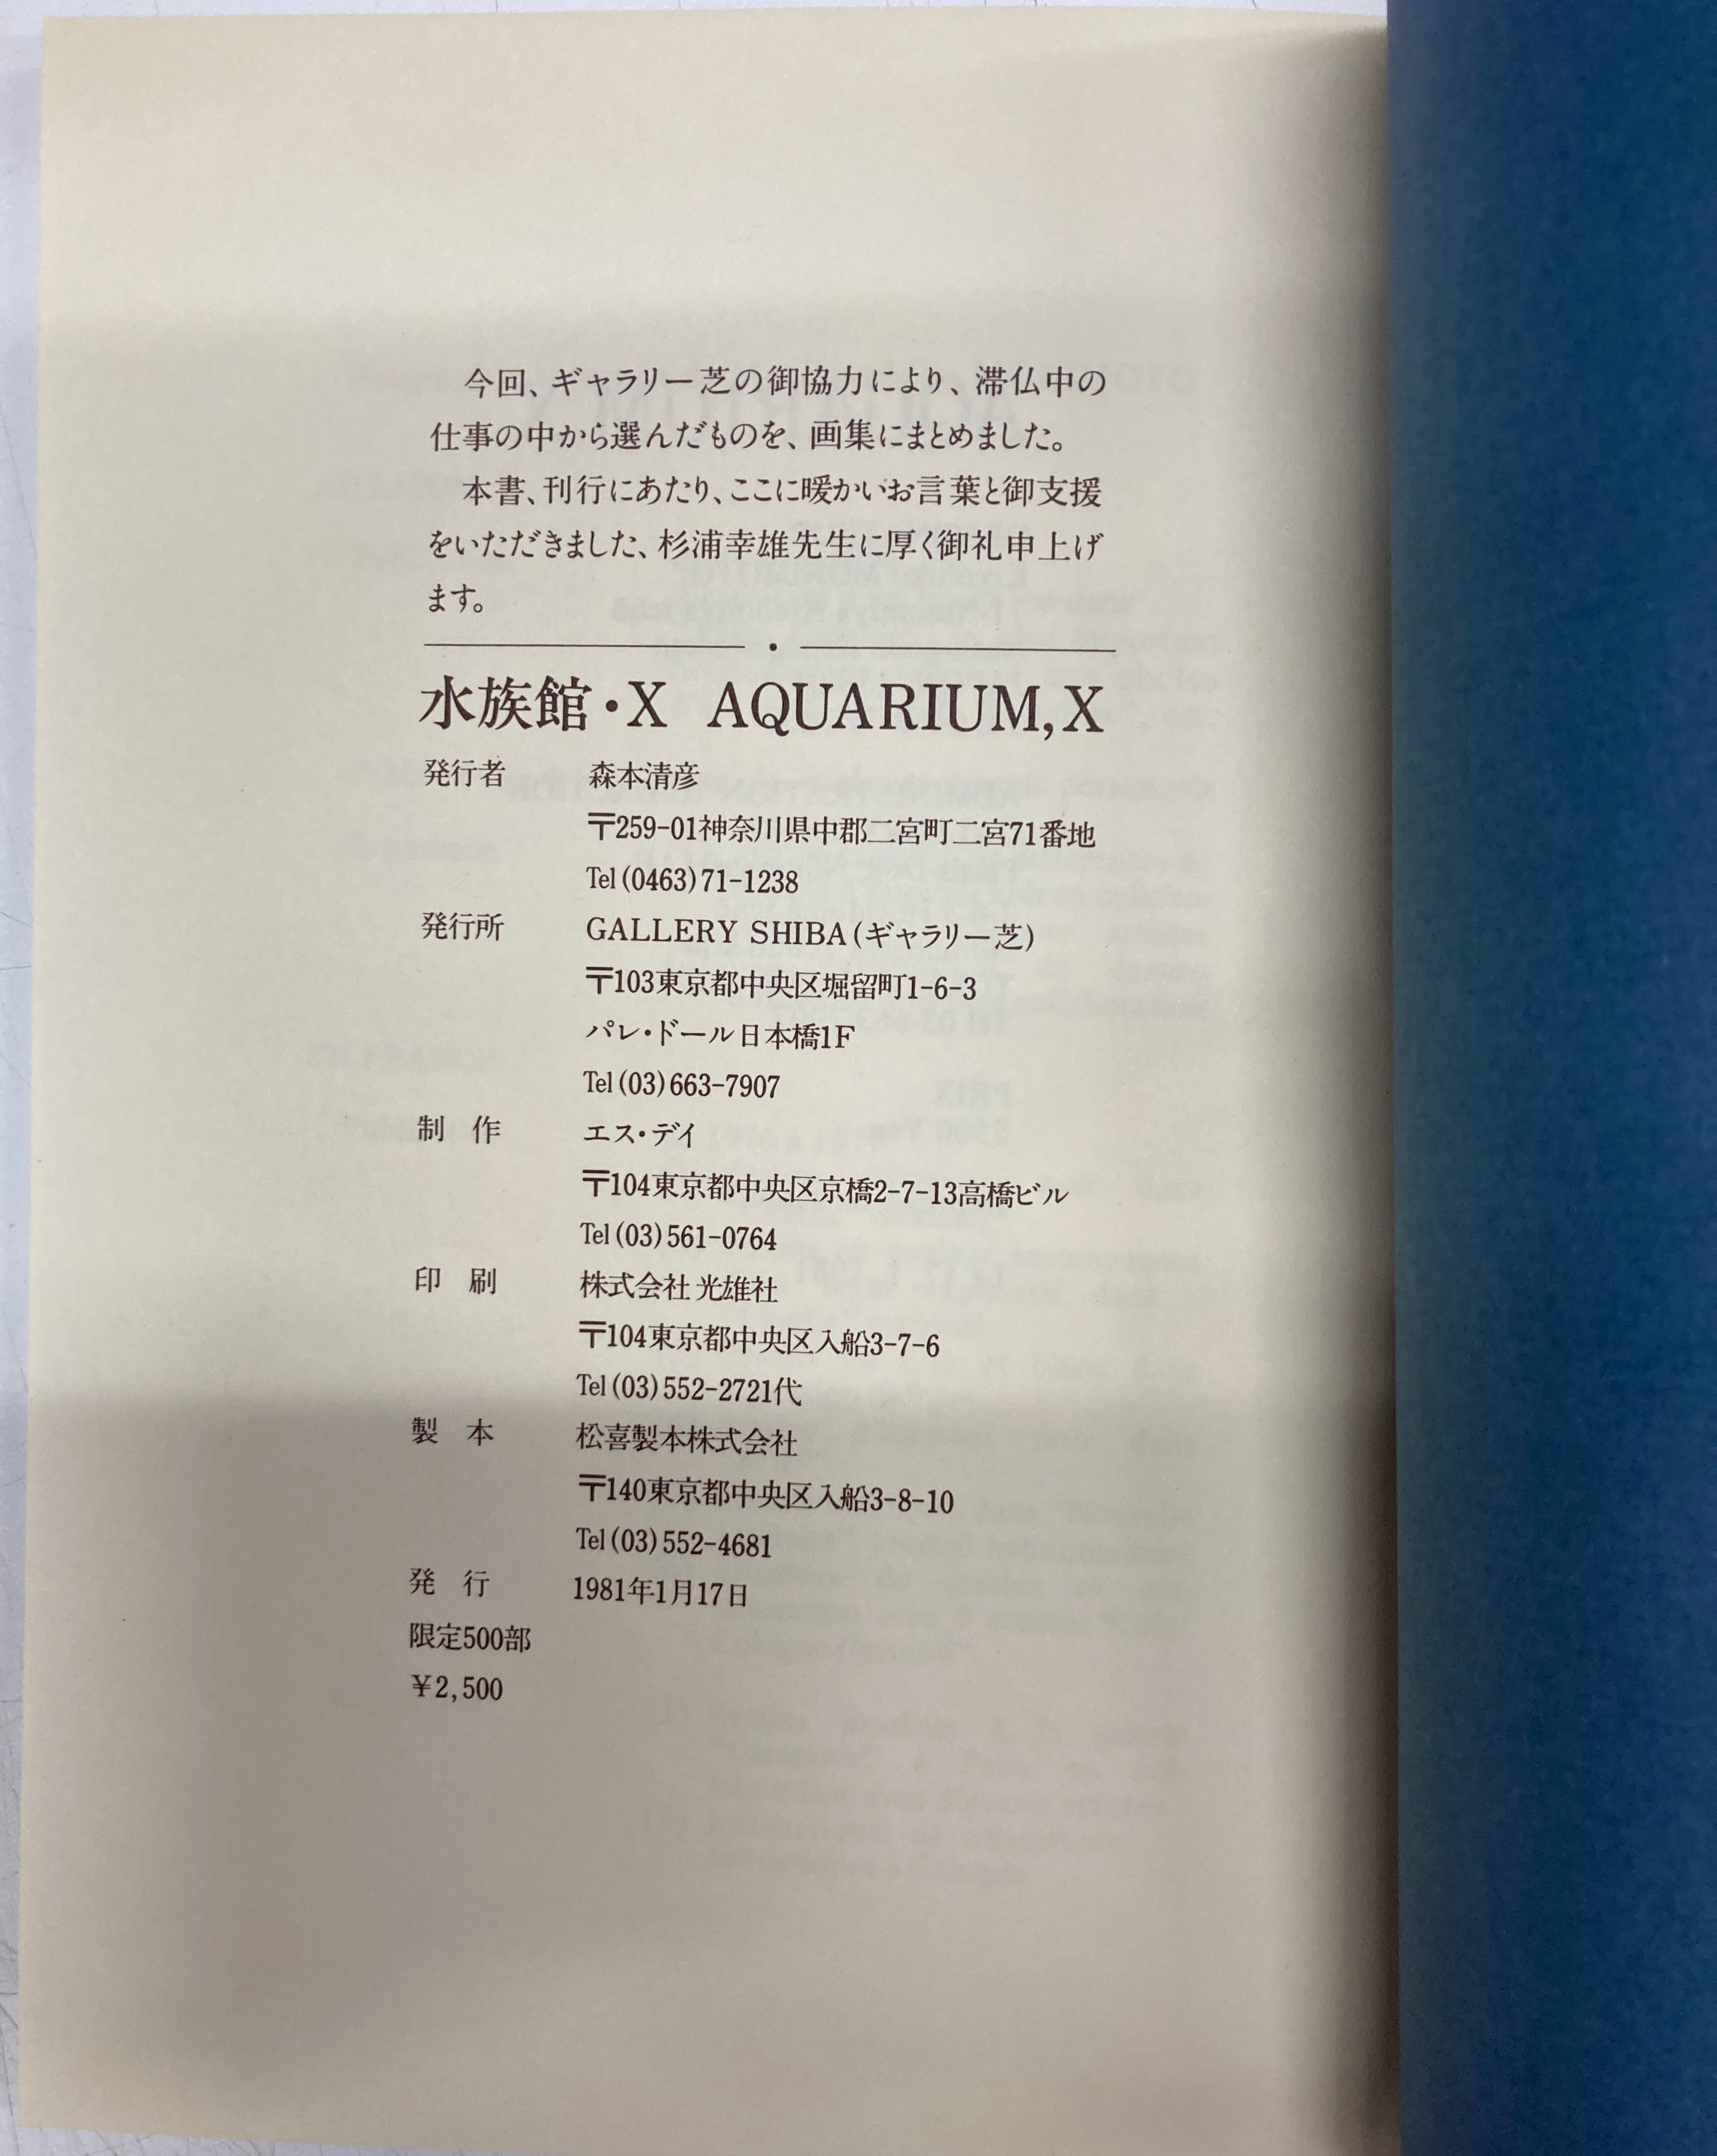 今回、ギャラリー芝の御協力により、滞仏中の
仕事の中から選んだものを、画集にまとめました。
本書、刊行にあたり、ここに暖かいお言葉と御支援
をいただきました、杉浦幸雄先生に厚く御礼申上げ
ます。
水族館・X AQUARIUM,X
発行者 森本清彦
〒259-01神奈川県中郡二宮町二宮71番地
Tel(0463)71-1238
発行所 GALLERY SHIBA(ギャラリー芝)
〒103東京都中央区堀留町1-6-3
パレ・ドール日本橋1F
Tel(03)663-7907
制 作 エス・デイ
〒104東京都中央区京橋2-7-13高橋ビル
Tel(03)561-0764
印 刷 株式会社 光雄社
〒104東京都中央区入船3-7-6
Tel(03)552-2721代
製 本 松喜製本株式会社
〒140東京都中央区入船3-8-10
Tel(03)552-4681
発 行 1981年1月17日
限定500部
¥2,500